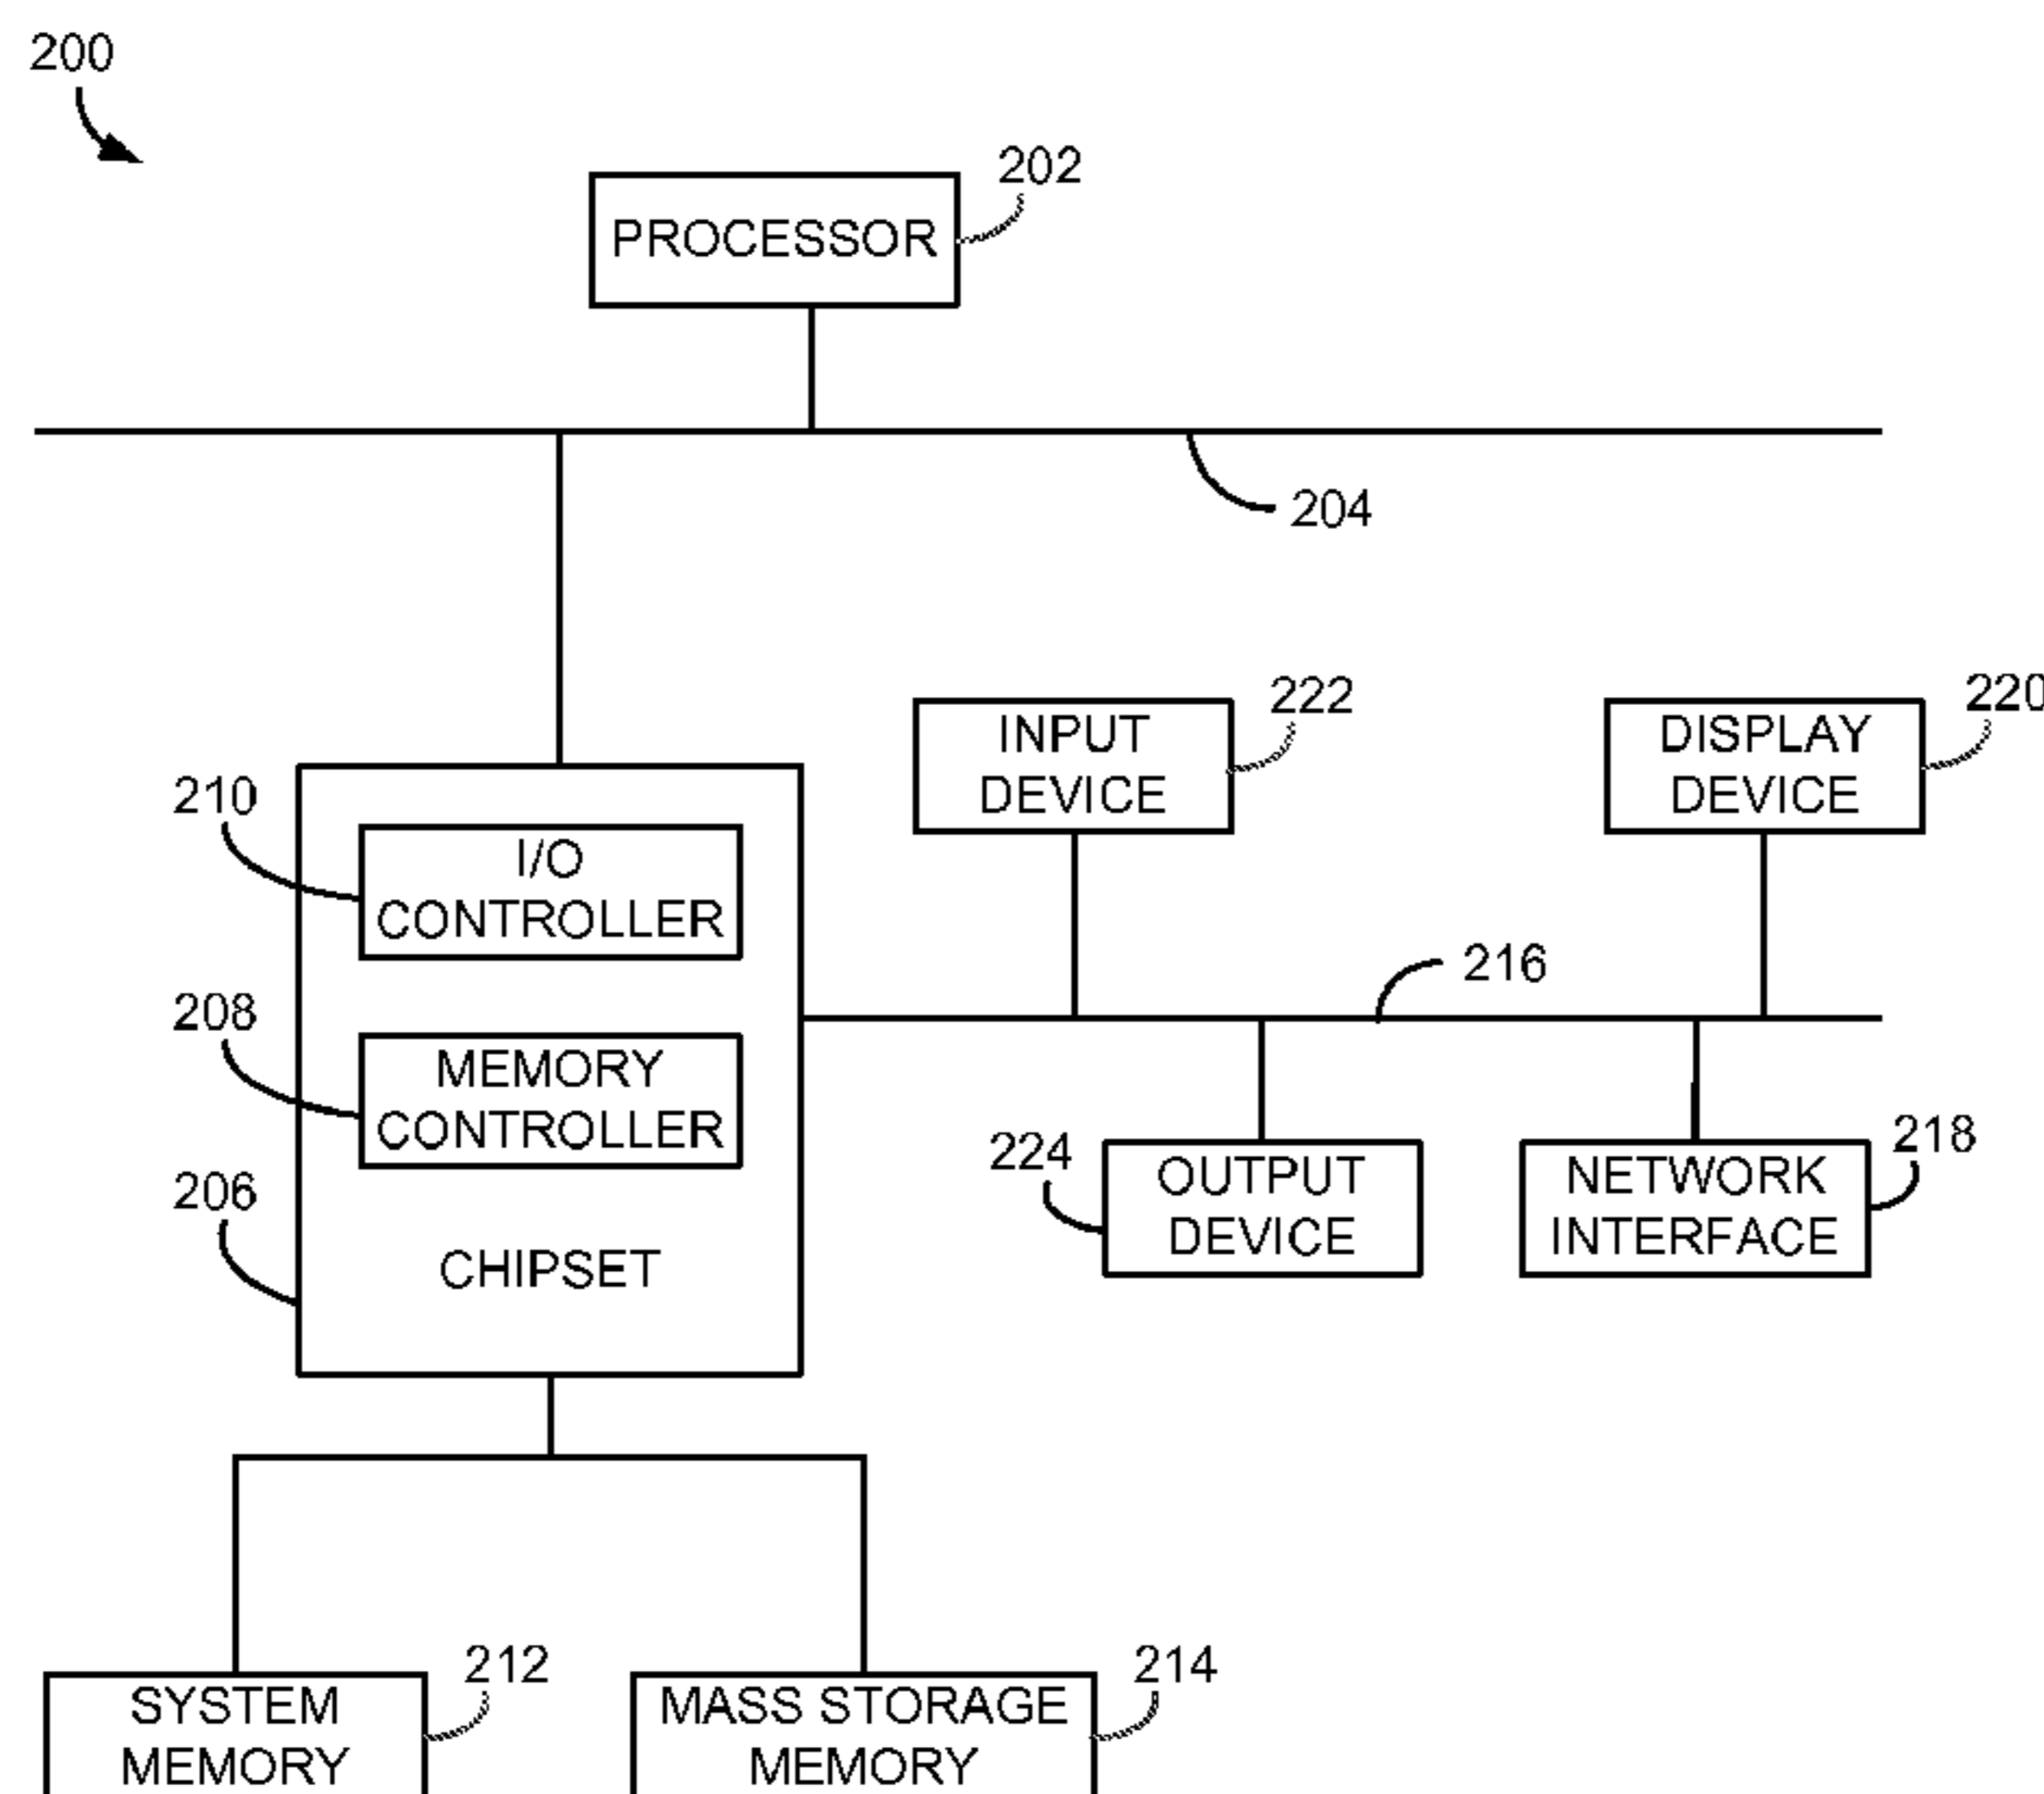 200
202
PROCESSOR
204
222
INPUT
DEVICE
220
DISPLAY
DEVICE
210
I/O
CONTROLLER
216
208
MEMORY
CONTROLLER
206
CHIPSET
224
OUTPUT
DEVICE
218
NETWORK
INTERFACE
212
SYSTEM
MEMORY
214
MASS STORAGE
MEMORY